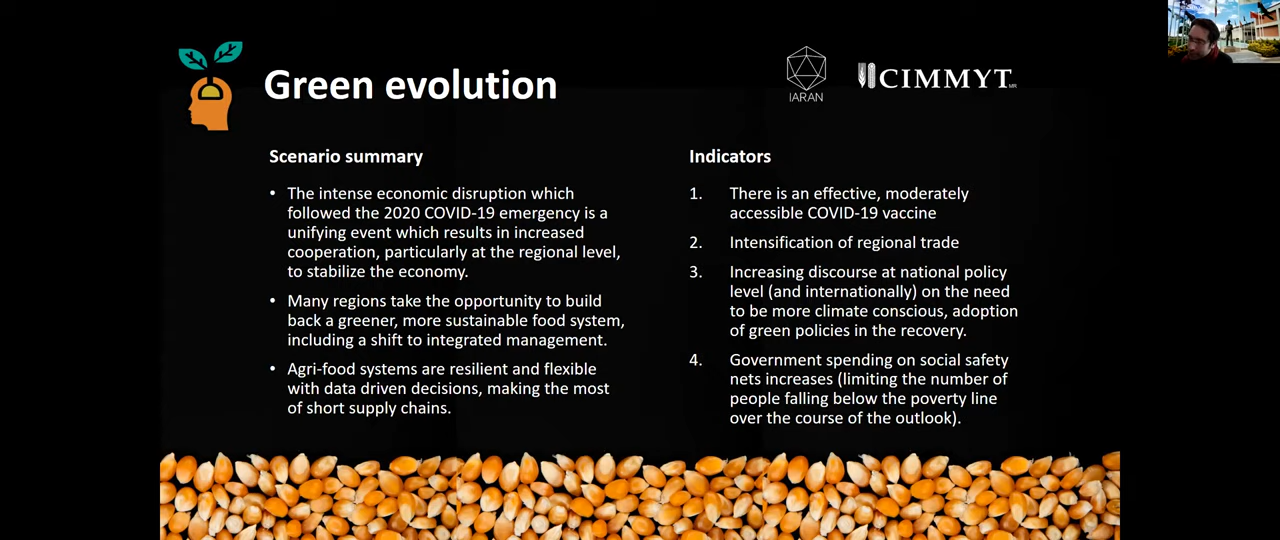 Green evolution
IARAN
CIMMYT
MR
Scenario summary
• The intense economic disruption which
followed the 2020 COVID-19 emergency is a
unifying event which results in increased
cooperation, particularly at the regional level,
to stabilize the economy.
• Many regions take the opportunity to build
back a greener, more sustainable food system,
including a shift to integrated management.
• Agri-food systems are resilient and flexible
with data driven decisions, making the most
of short supply chains.
Indicators
1. There is an effective, moderately
accessible COVID-19 vaccine
2. Intensification of regional trade
3. Increasing discourse at national policy
level (and internationally) on the need
to be more climate conscious, adoption
of green policies in the recovery.
4. Government spending on social safety
nets increases (limiting the number of
people falling below the poverty line
over the course of the outlook).